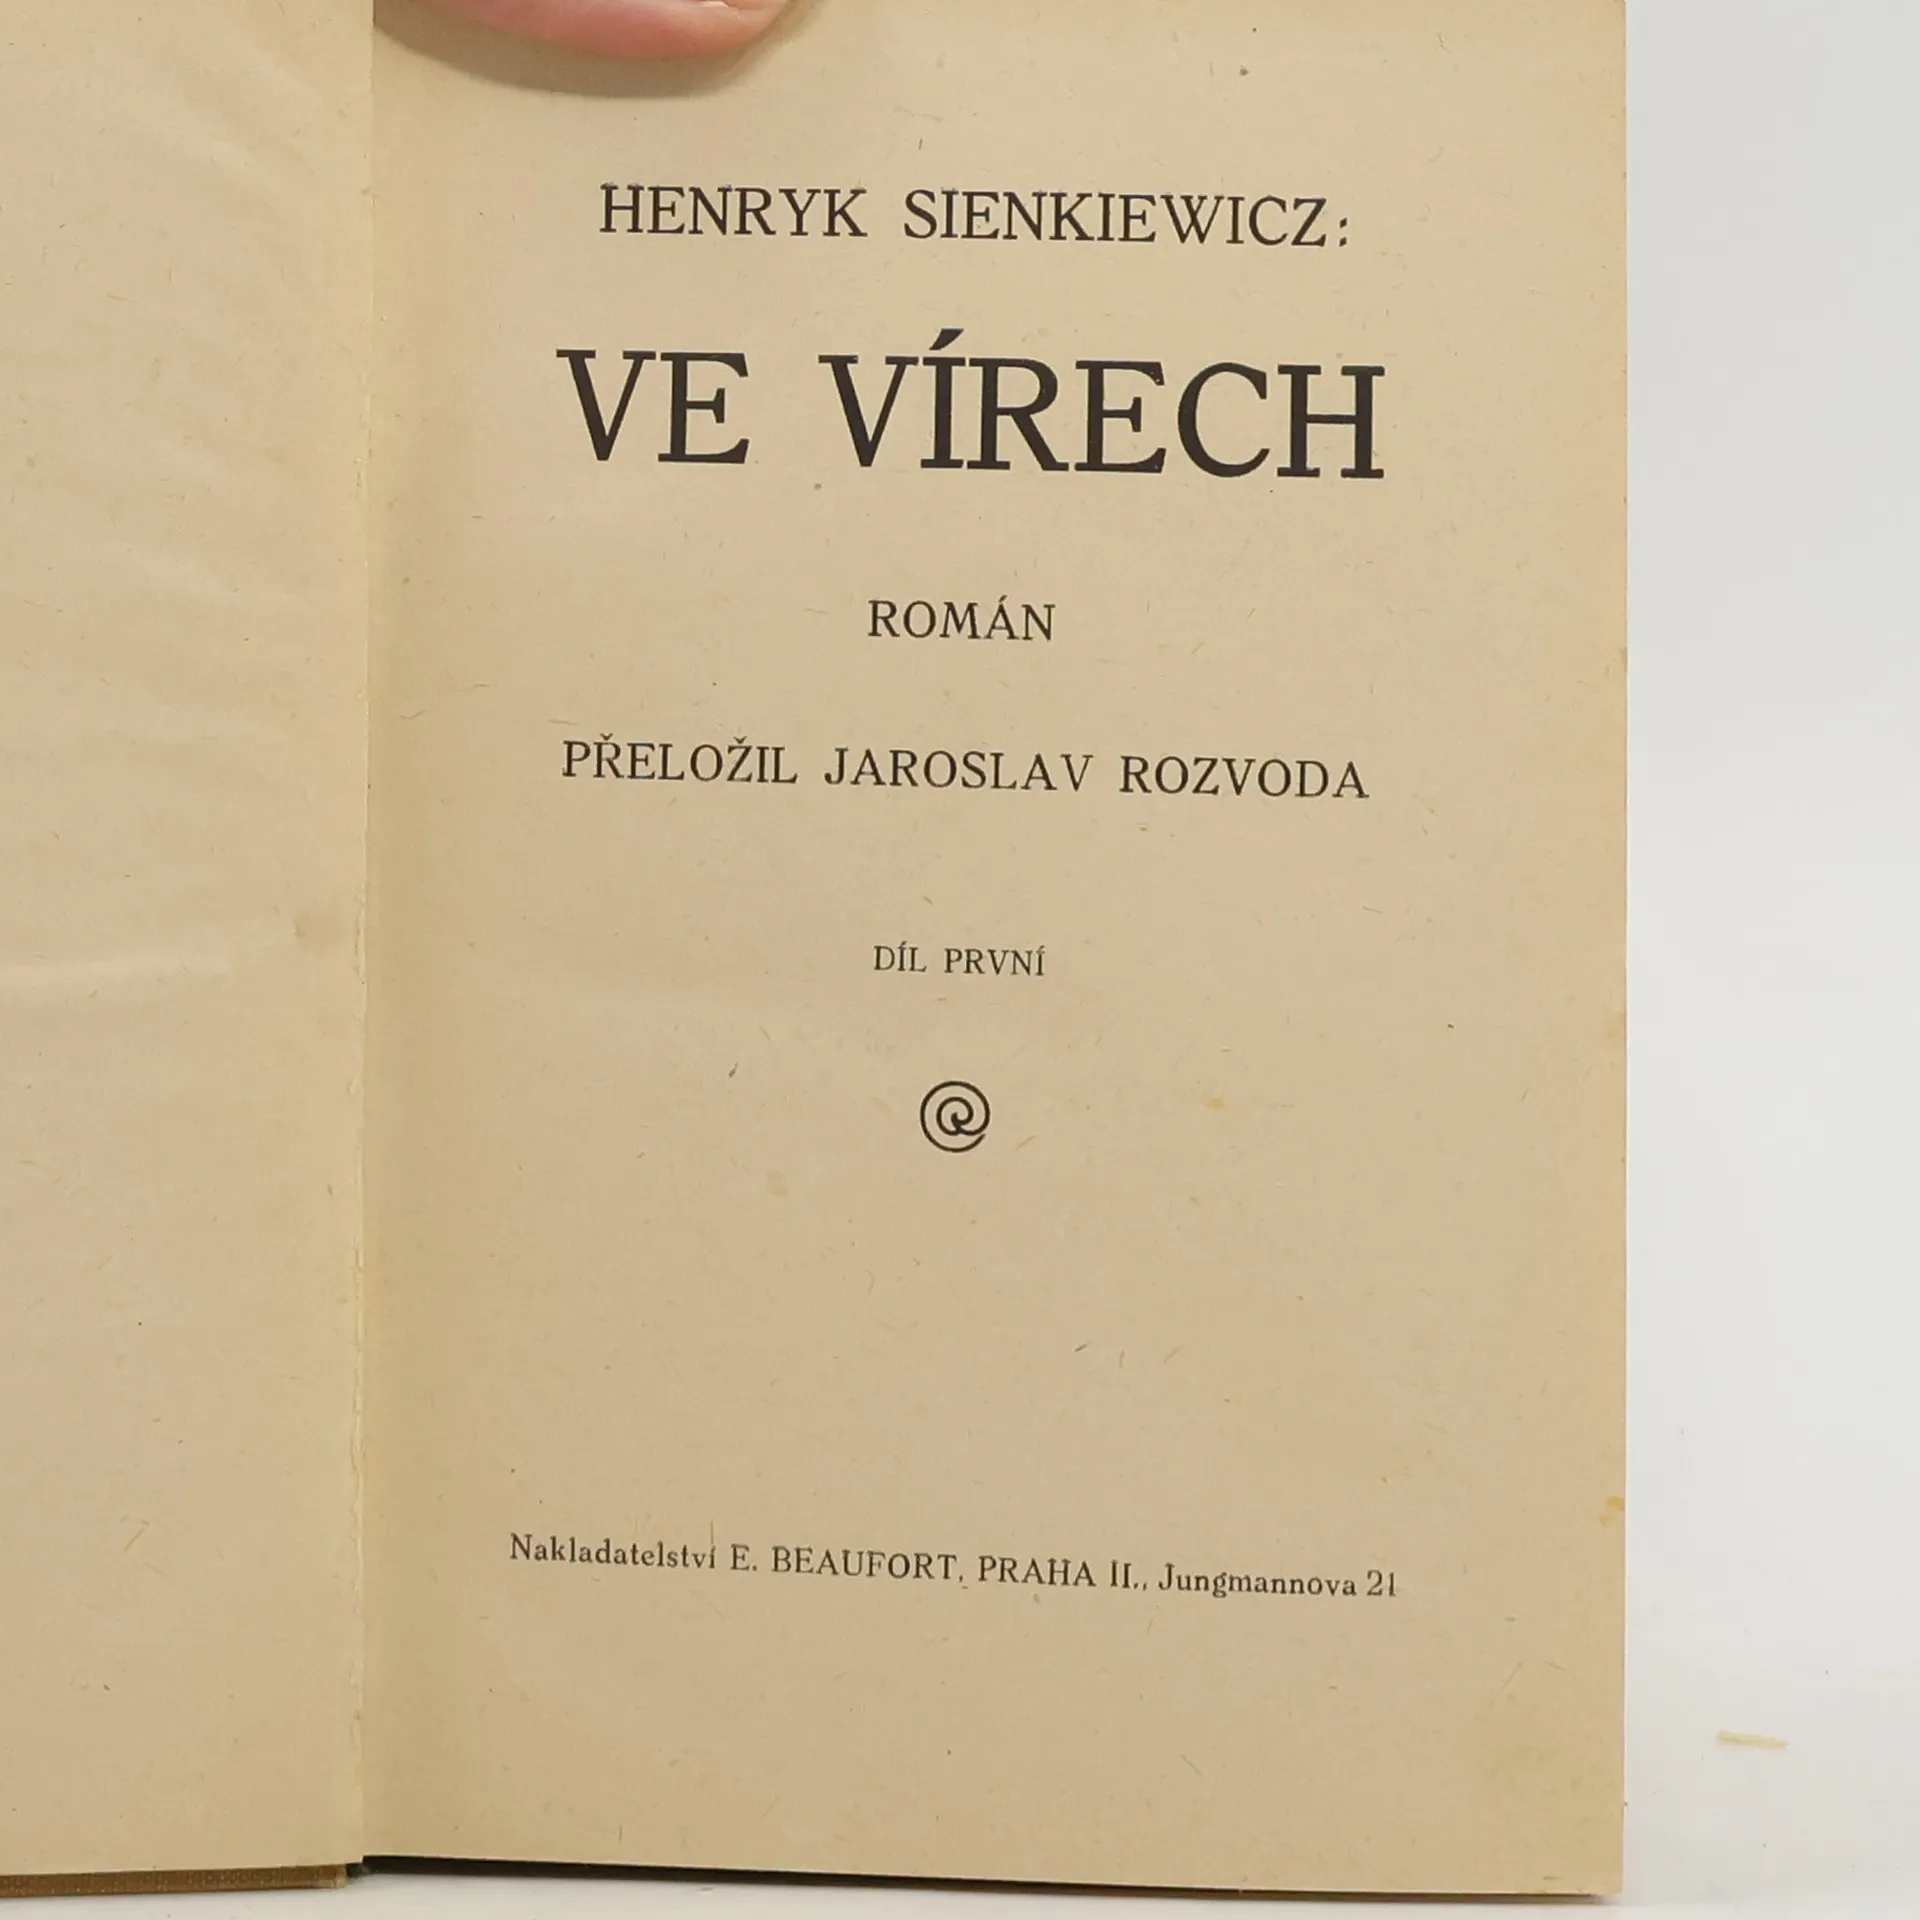 HENRYK SIENKIEWICZ:
VE VÍRECH
ROMÁN
PŘELOŽIL JAROSLAV ROZVODA
DÍL PRVNÍ
Nakladatelství E. BEAUFORT, PRAHA II., Jungmannova 21